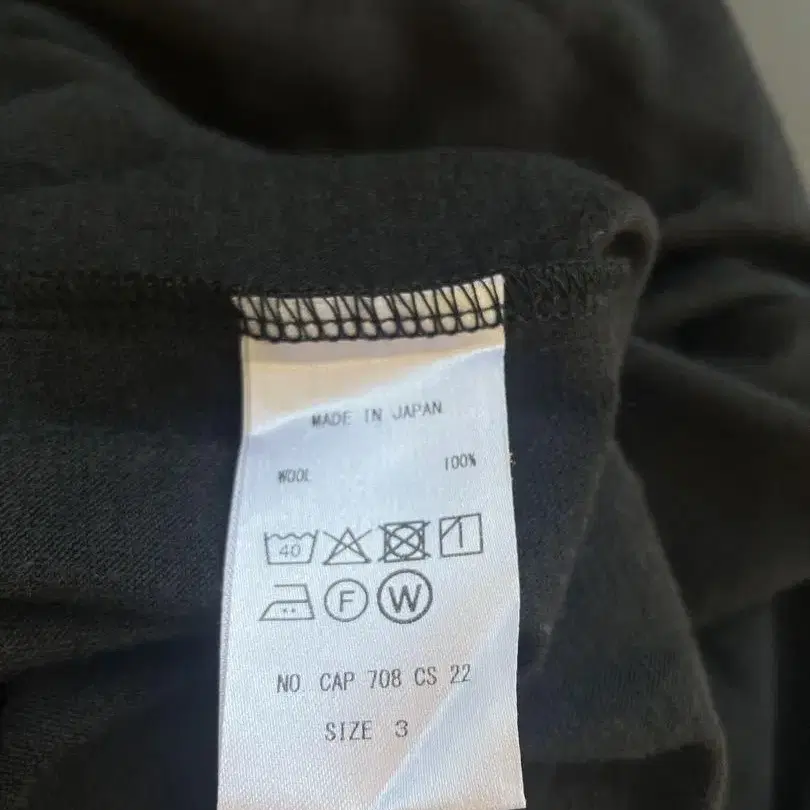 MADE IN JAPAN
WOOL 100%
40
F W
NO CAP 708 CS 22
SIZE 3